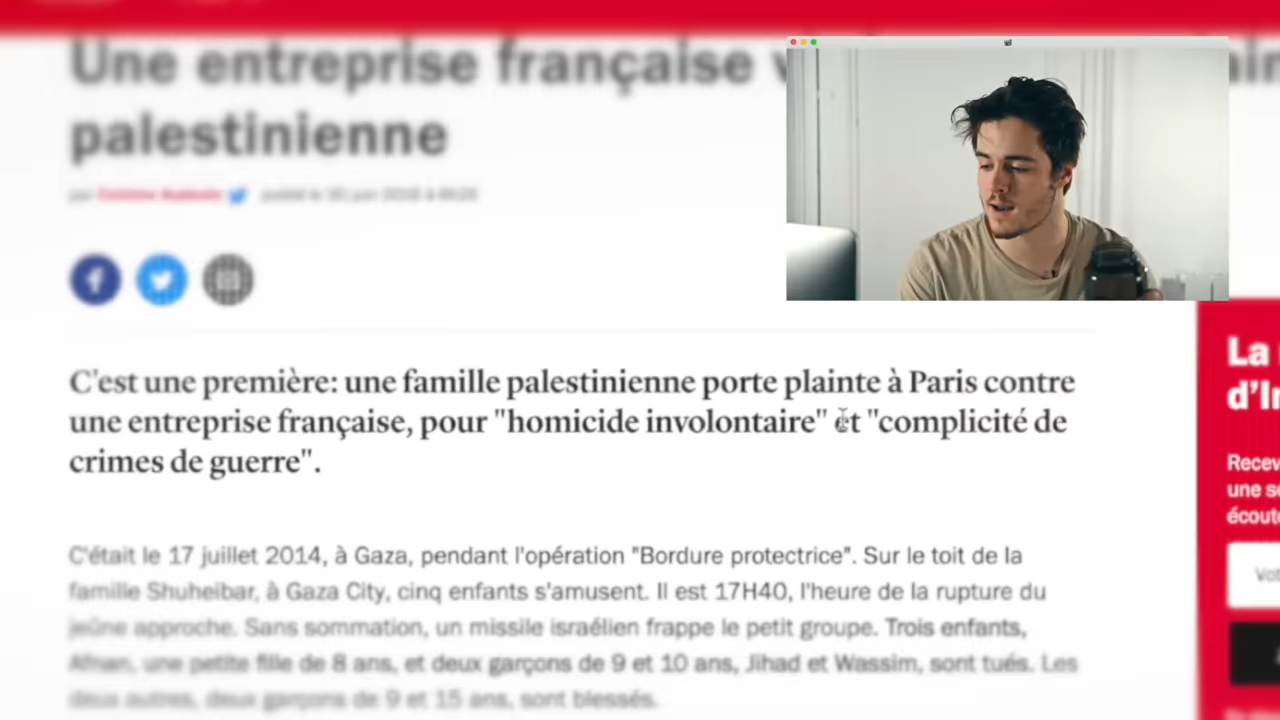 Une entreprise française
palestinienne
C'est une première: une famille palestinienne porte plainte à Paris contre
une entreprise française, pour "homicide involontaire" et "complicité de
crimes de guerre".
C'était le 17 juillet 2014, à Gaza, pendant l'opération "Bordure protectrice". Sur le toit de la
famille Shuheibar, à Gaza City, cinq enfants s'amusent. Il est 17H40, l'heure de la rupture du
jeûne approche. Sans sommation, un missile israélien frappe le petit groupe. Trois enfants,
Afnan, une petite fille de 8 ans, et deux garçons de 9 et 10 ans, Jihad et Wassim, sont tués. Les
deux autres, deux garçons de 9 et 15 ans, sont blessés.
La
d'I
Recev
une se
écout